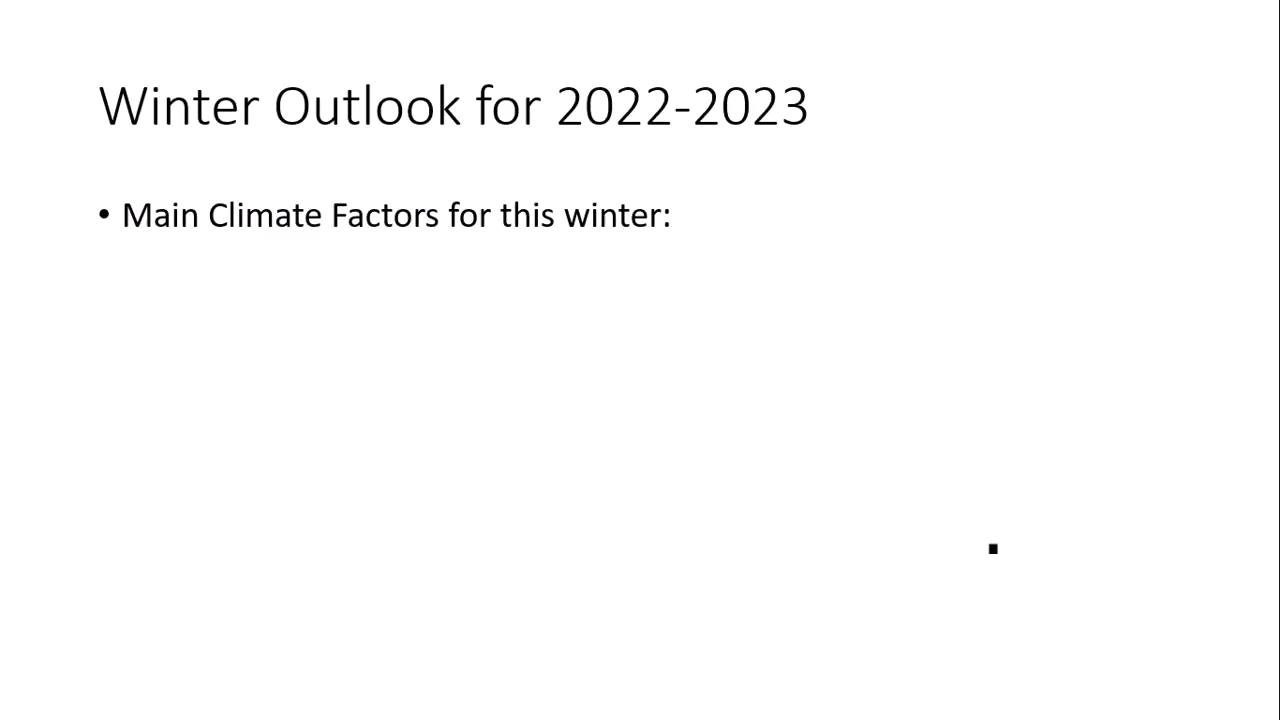 Winter Outlook for 2022-2023
• Main Climate Factors for this winter: